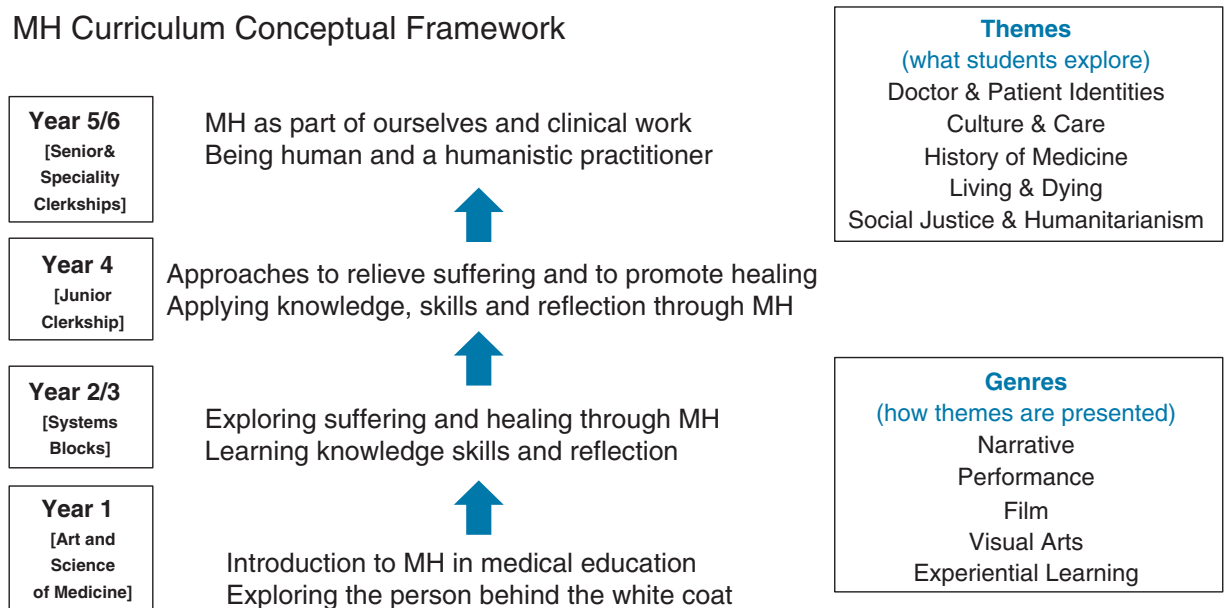 MH Curriculum Conceptual Framework
Year 5/6
[Senior&
Speciality
Clerkships]
MH as part of ourselves and clinical work
Being human and a humanistic practitioner
Year 4
[Junior
Clerkship]
Approaches to relieve suffering and to promote healing
Applying knowledge, skills and reflection through MH
Year 2/3
[Systems
Blocks]
Exploring suffering and healing through MH
Learning knowledge skills and reflection
Year 1
[Art and
Science
of Medicine]
Introduction to MH in medical education
Exploring the person behind the white coat
Themes
(what students explore)
Doctor & Patient Identities
Culture & Care
History of Medicine
Living & Dying
Social Justice & Humanitarianism
Genres
(how themes are presented)
Narrative
Performance
Film
Visual Arts
Experiential Learning